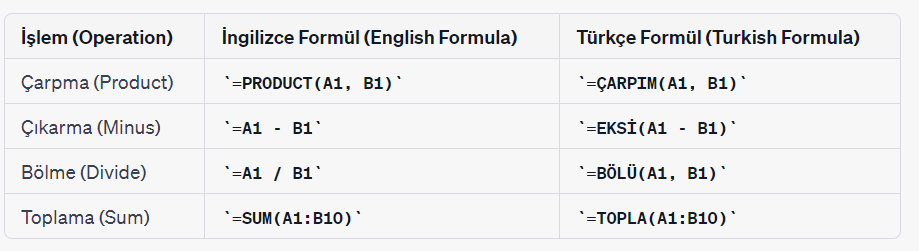 İşlem (Operation) İngilizce Formül (English Formula) Türkçe Formül (Turkish Formula)
Çarpma (Product) `=PRODUCT(A1, B1)` `=ÇARPIM(A1, B1)`
Çıkarma (Minus) `=A1 - B1` `=EKSİ(A1 - B1)`
Bölme (Divide) `=A1 / B1` `=BÖLÜ(A1, B1)`
Toplama (Sum) `=SUM(A1:B10)` `=TOPLA(A1:B10)`